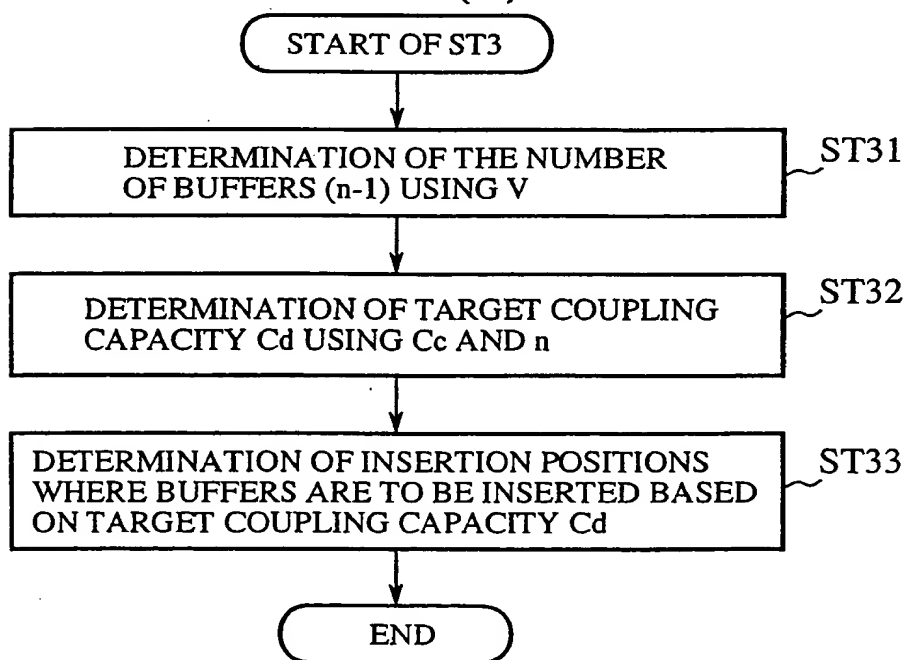 START OF ST3
DETERMINATION OF THE NUMBER
OF BUFFERS (n-1) USING V
ST31
DETERMINATION OF TARGET COUPLING
CAPACITY Cd USING Cc AND n
ST32
DETERMINATION OF INSERTION POSITIONS
WHERE BUFFERS ARE TO BE INSERTED BASED
ON TARGET COUPLING CAPACITY Cd
ST33
END